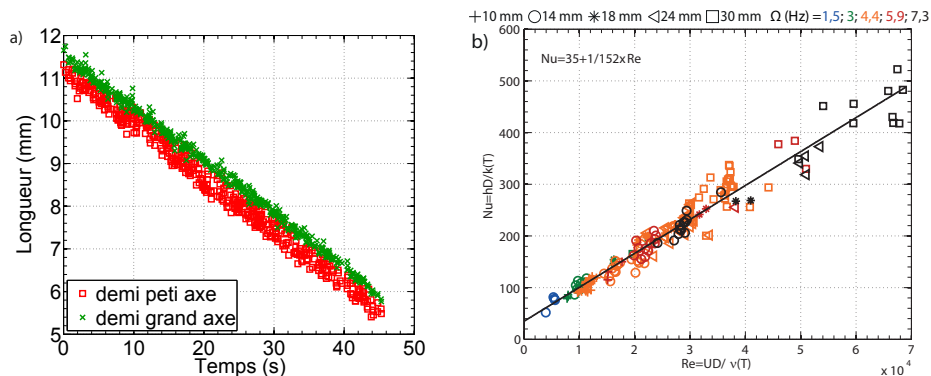 +10 mm ○14 mm ✳18 mm ◁24 mm □30 mm Ω (Hz) =1,5; 3; 4,4; 5,9; 7,3
a)
12
11
10
9
8
7
6
5
Longueur (mm)
demi peti axe
demi grand axe
0 10 20 30 40 50
Temps (s)
b)
600
500
400
300
200
100
0
Nu=hD/k(T)
Nu=35+1/152xRe
0 1 2 3 4 5 6 7
x 10⁴
Re=UD/ ν(T)